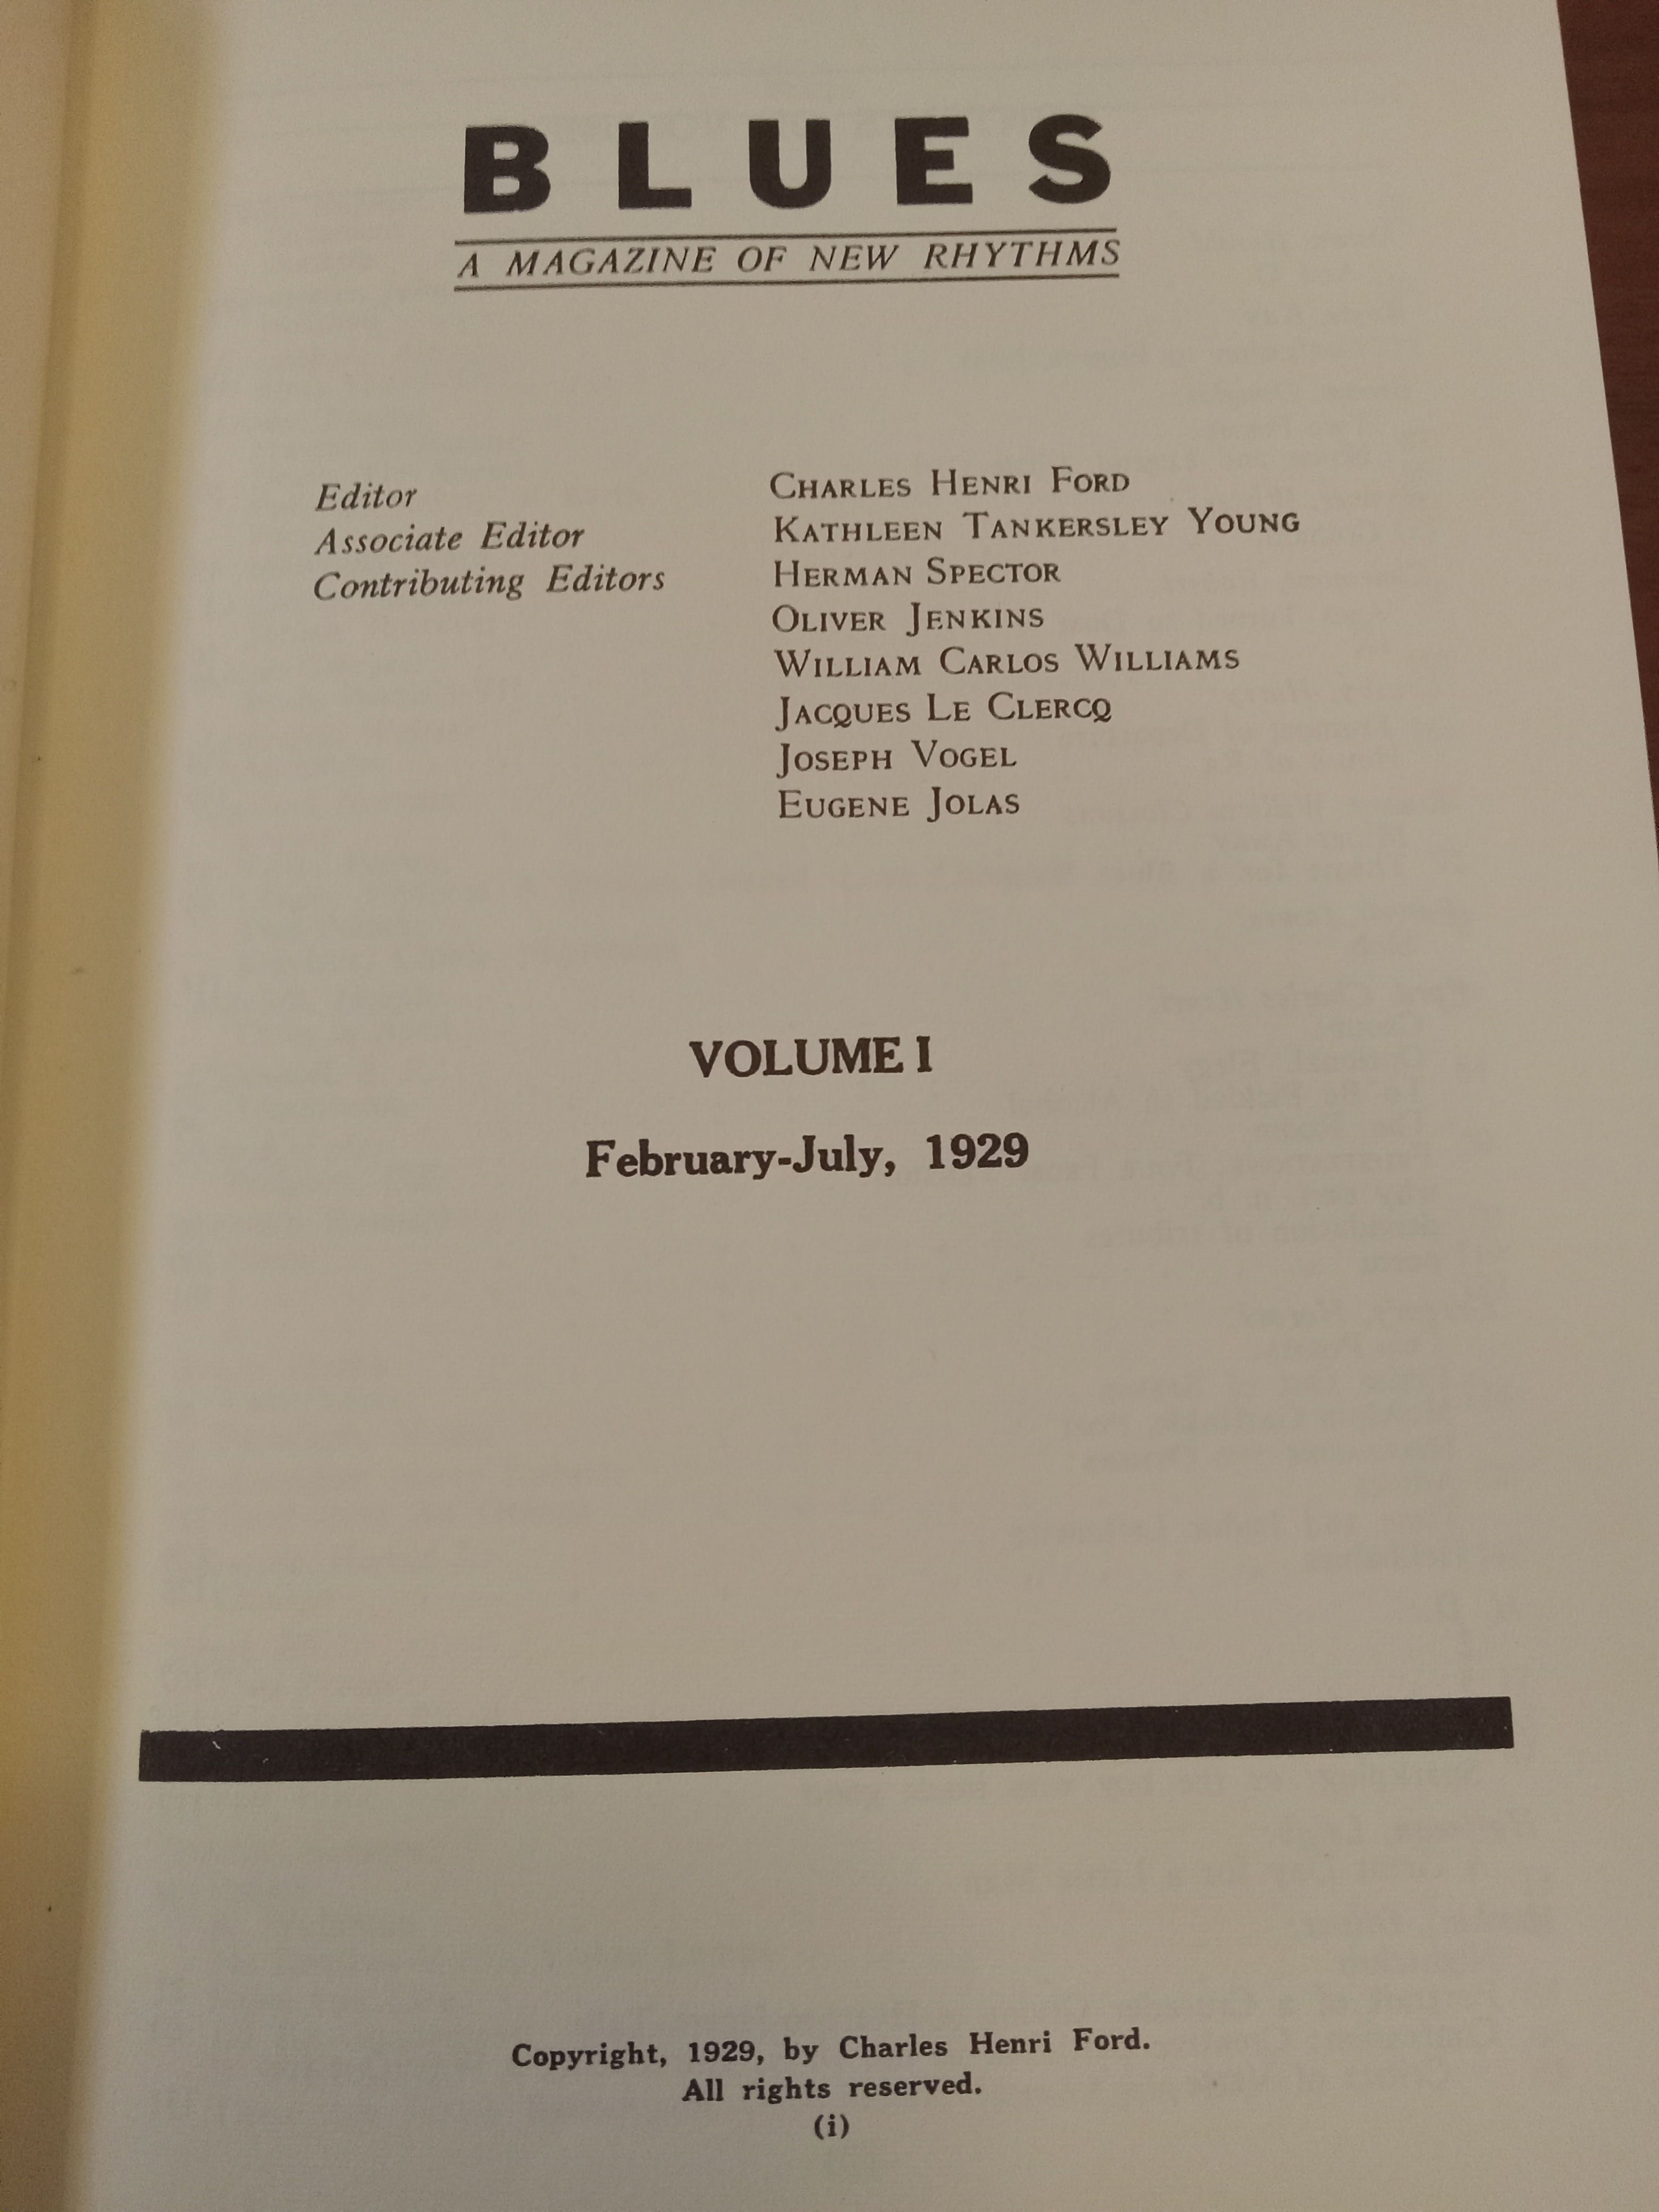 BLUES
A MAGAZINE OF NEW RHYTHMS
Editor CHARLES HENRI FORD
Associate Editor KATHLEEN TANKERSLEY YOUNG
Contributing Editors HERMAN SPECTOR
OLIVER JENKINS
WILLIAM CARLOS WILLIAMS
JACQUES LE CLERCQ
JOSEPH VOGEL
EUGENE JOLAS
VOLUME I
February-July, 1929
Copyright, 1929, by Charles Henri Ford.
All rights reserved.
(i)